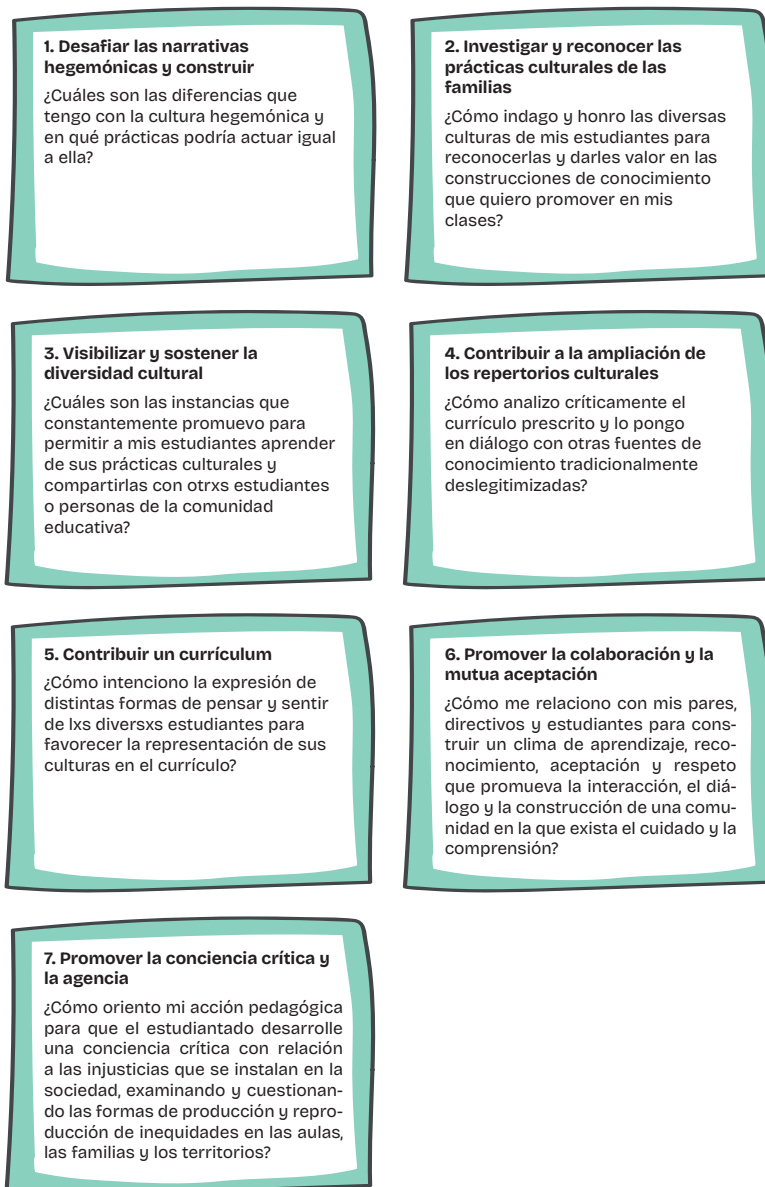 1. Desafiar las narrativas
hegemónicas y construir
¿Cuáles son las diferencias que
tengo con la cultura hegemónica y
en qué prácticas podría actuar igual
a ella?
2. Investigar y reconocer las
prácticas culturales de las
familias
¿Cómo indago y honro las diversas
culturas de mis estudiantes para
reconocerlas y darles valor en las
construcciones de conocimiento
que quiero promover en mis
clases?
3. Visibilizar y sostener la
diversidad cultural
¿Cuáles son las instancias que
constantemente promuevo para
permitir a mis estudiantes aprender
de sus prácticas culturales y
compartirlas con otrxs estudiantes
o personas de la comunidad
educativa?
4. Contribuir a la ampliación de
los repertorios culturales
¿Cómo analizo críticamente el
currículo prescrito y lo pongo
en diálogo con otras fuentes de
conocimiento tradicionalmente
deslegitimizadas?
5. Contribuir un currículum
¿Cómo intenciono la expresión de
distintas formas de pensar y sentir
de lxs diversxs estudiantes para
favorecer la representación de sus
culturas en el currículo?
6. Promover la colaboración y la
mutua aceptación
¿Cómo me relaciono con mis pares,
directivos y estudiantes para cons-
truir un clima de aprendizaje, reco-
nocimiento, aceptación y respeto
que promueva la interacción, el diá-
logo y la construcción de una comu-
nidad en la que exista el cuidado y la
comprensión?
7. Promover la conciencia crítica y
la agencia
¿Cómo oriento mi acción pedagógica
para que el estudiantado desarrolle
una conciencia crítica con relación
a las injusticias que se instalan en la
sociedad, examinando y cuestionan-
do las formas de producción y repro-
ducción de inequidades en las aulas,
las familias y los territorios?